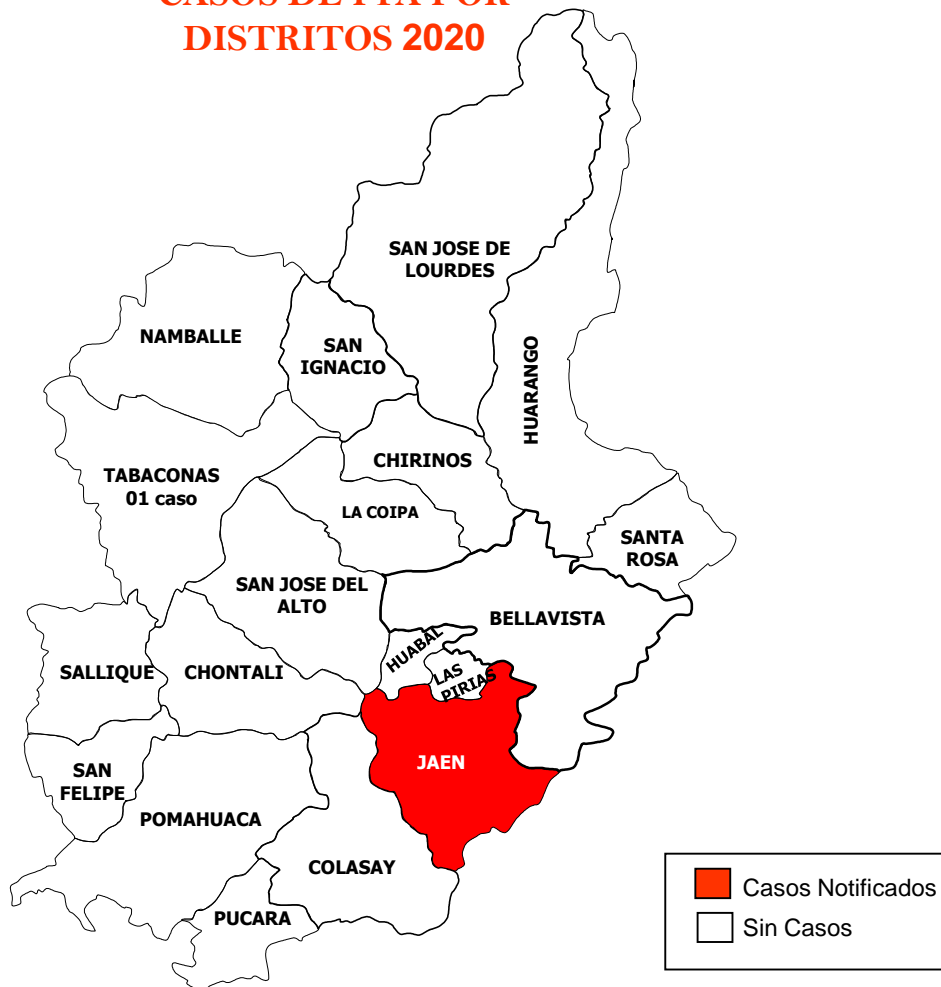 DISTRITOS 2020
SAN JOSE DE
LOURDES
NAMBALLE
SAN
IGNACIO
HUARANGO
CHIRINOS
TABACONAS
01 caso
LA COIPA
SANTA
ROSA
SAN JOSE DEL
ALTO
BELLAVISTA
HUABAL
LAS
PIRIAS
SALLIQUE
CHONTALI
JAEN
SAN
FELIPE
POMAHUACA
COLASAY
PUCARA
Casos Notificados
Sin Casos